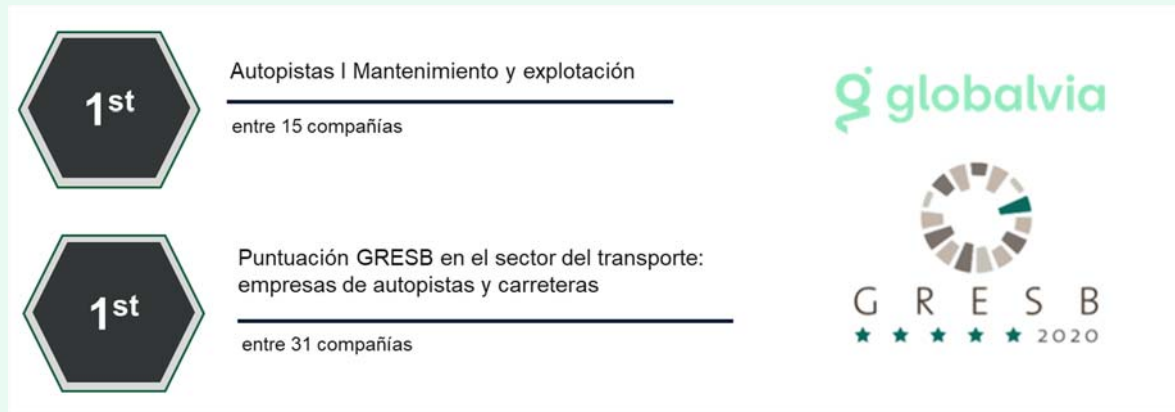 1st
Autopistas I Mantenimiento y explotación
entre 15 compañías
1st
Puntuación GRESB en el sector del transporte:
empresas de autopistas y carreteras
entre 31 compañías
globalvia
GRESB
2020